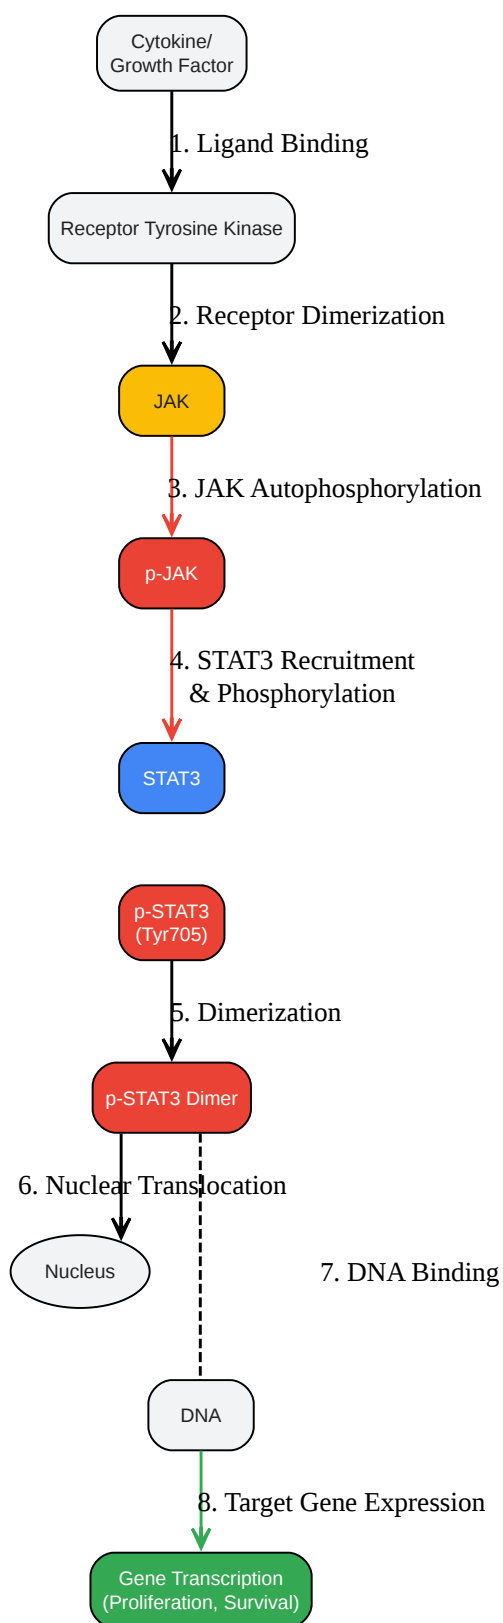 Cytokine/
Growth Factor
1. Ligand Binding
Receptor Tyrosine Kinase
2. Receptor Dimerization
JAK
3. JAK Autophosphorylation
p-JAK
4. STAT3 Recruitment
& Phosphorylation
STAT3
p-STAT3
(Tyr705)
5. Dimerization
p-STAT3 Dimer
6. Nuclear Translocation
Nucleus
7. DNA Binding
DNA
8. Target Gene Expression
Gene Transcription
(Proliferation, Survival)